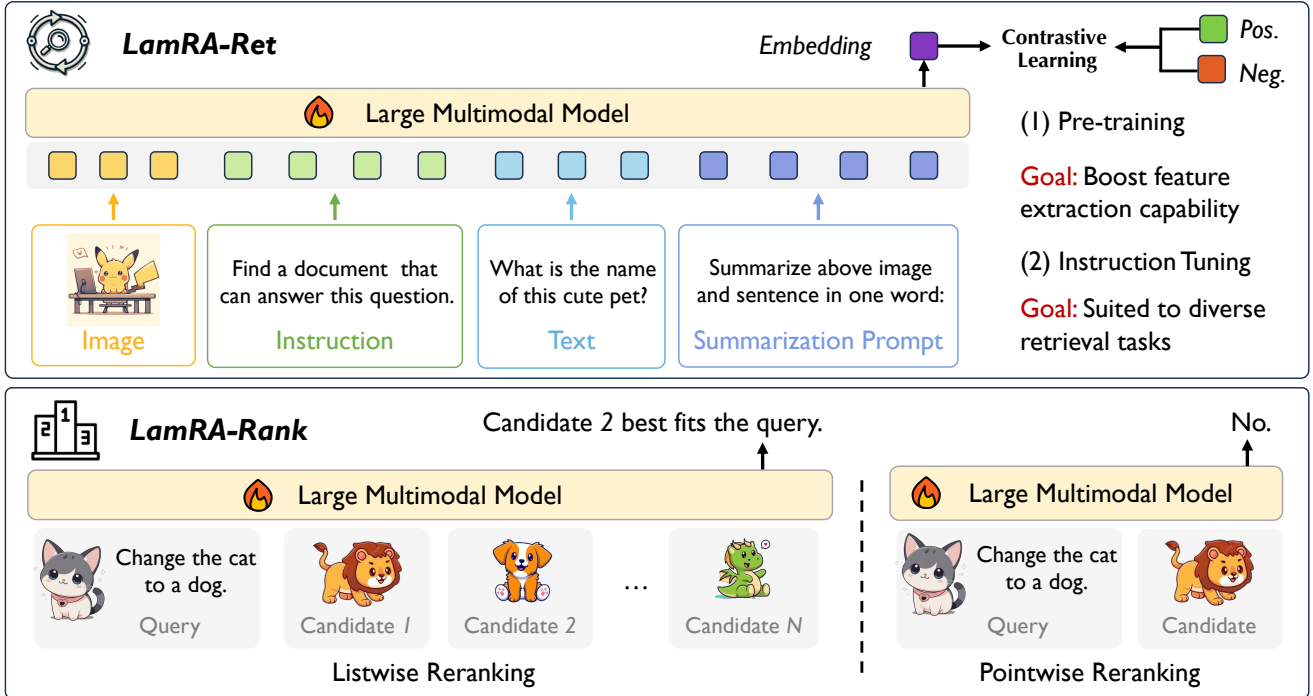 LamRA-Ret
Embedding
Contrastive
Learning
Pos.
Neg.
Large Multimodal Model
(1) Pre-training
Goal: Boost feature
extraction capability
(2) Instruction Tuning
Goal: Suited to diverse
retrieval tasks
Image
Find a document that
can answer this question.
Instruction
What is the name
of this cute pet?
Text
Summarize above image
and sentence in one word:
Summarization Prompt
1
2
3
LamRA-Rank
Candidate 2 best fits the query.
Large Multimodal Model
Change the cat
to a dog.
Query
Candidate 1
Candidate 2
...
Candidate N
Listwise Reranking
No.
Large Multimodal Model
Change the cat
to a dog.
Query
Candidate
Pointwise Reranking